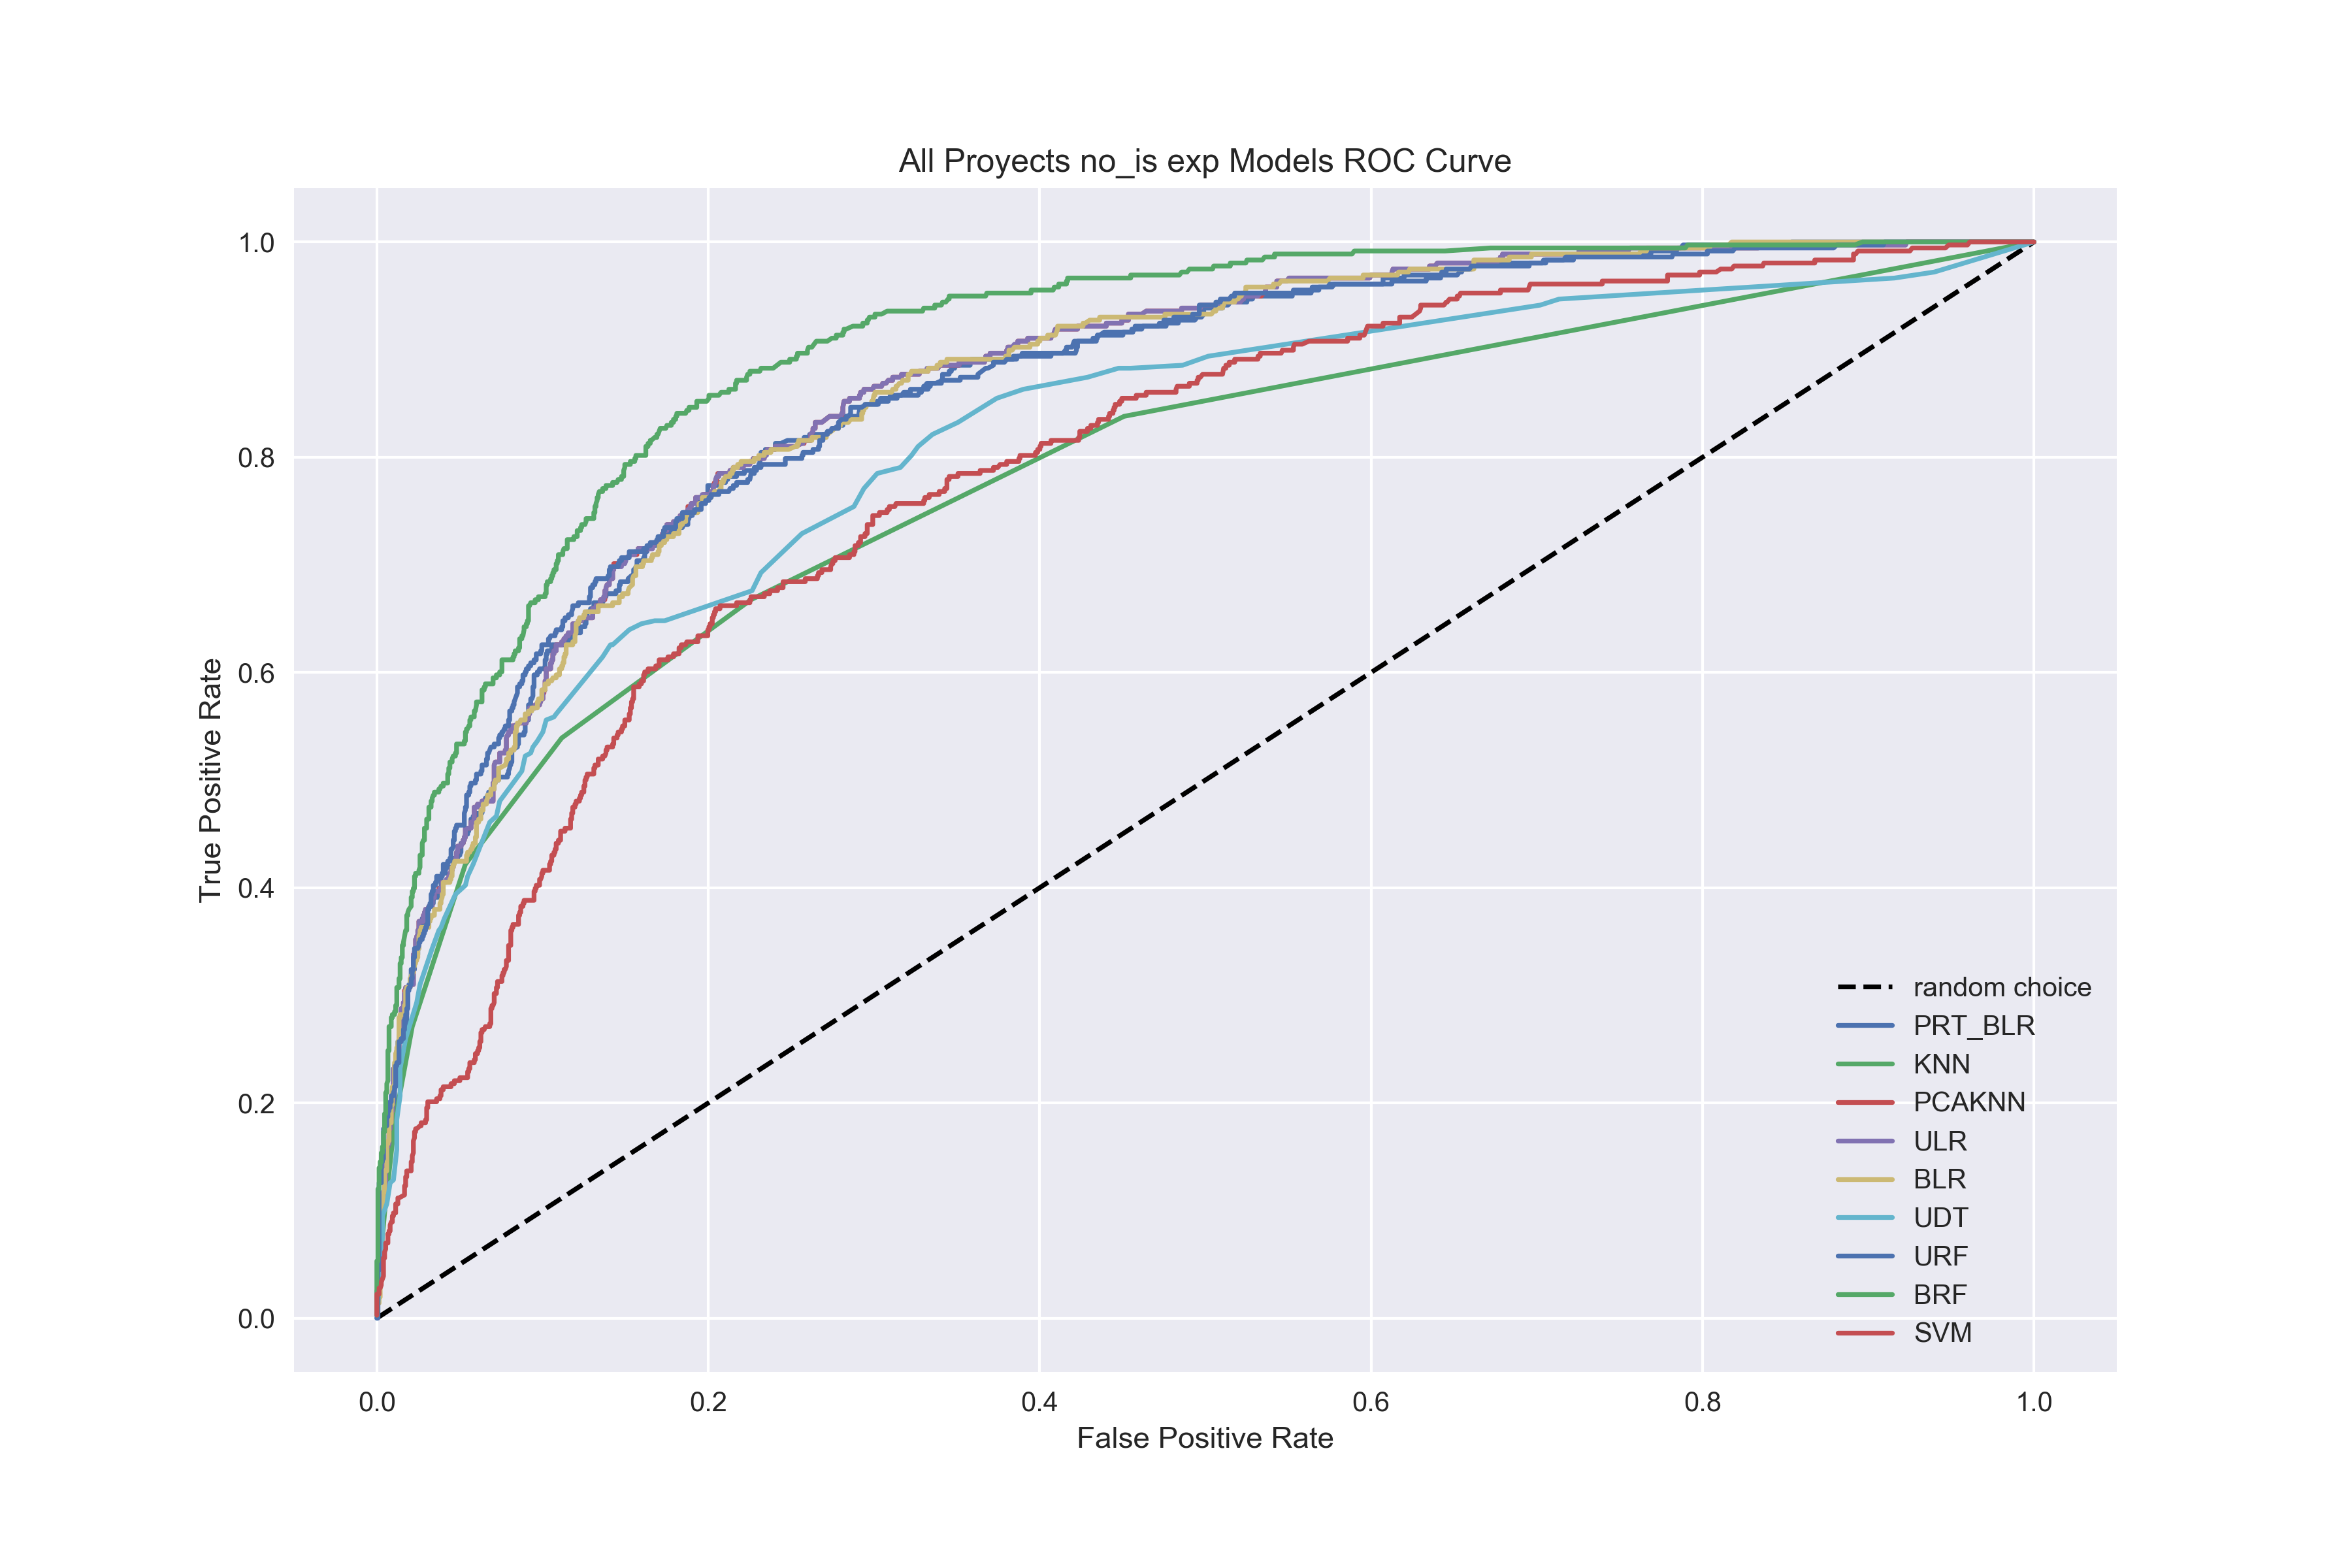 All Proyects no_is exp Models ROC Curve
1.0
0.8
0.6
0.4
0.2
0.0
True Positive Rate
0.0 0.2 0.4 0.6 0.8 1.0
False Positive Rate
random choice
PRT_BLR
KNN
PCAKNN
ULR
BLR
UDT
URF
BRF
SVM